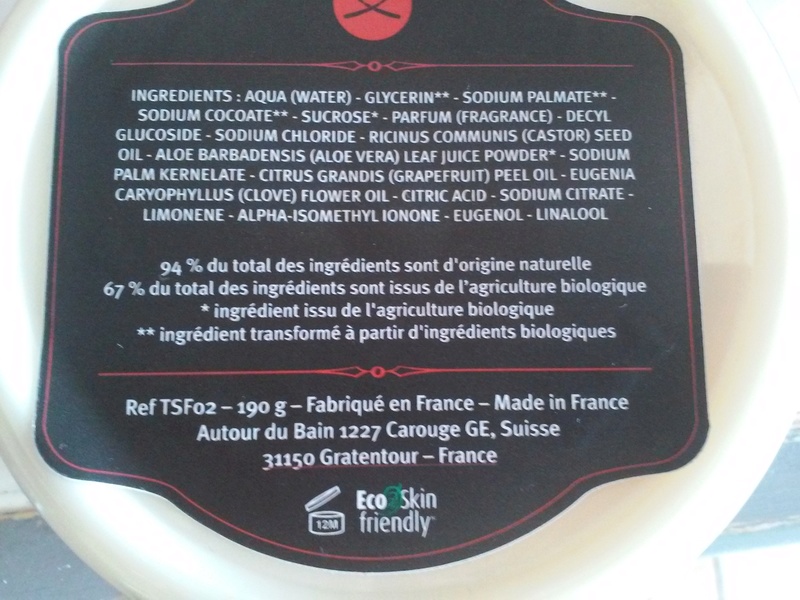 INGREDIENTS : AQUA (WATER) - GLYCERIN** - SODIUM PALMATE** -
SODIUM COCOATE** - SUCROSE* - PARFUM (FRAGRANCE) - DECYL
GLUCOSIDE - SODIUM CHLORIDE - RICINUS COMMUNIS (CASTOR) SEED
OIL - ALOE BARBADENSIS (ALOE VERA) LEAF JUICE POWDER* - SODIUM
PALM KERNELATE - CITRUS GRANDIS (GRAPEFRUIT) PEEL OIL - EUGENIA
CARYOPHYLLUS (CLOVE) FLOWER OIL - CITRIC ACID - SODIUM CITRATE -
LIMONENE - ALPHA-ISOMETHYL IONONE - EUGENOL - LINALOOL
94 % du total des ingrédients sont d'origine naturelle
67 % du total des ingrédients sont issus de l'agriculture biologique
* ingrédient issu de l'agriculture biologique
** ingrédient transformé à partir d'ingrédients biologiques
Ref TSF02 – 190 g – Fabriqué en France – Made in France
Autour du Bain 1227 Carouge GE, Suisse
31150 Gratentour – France
12M
Eco Skin
friendly